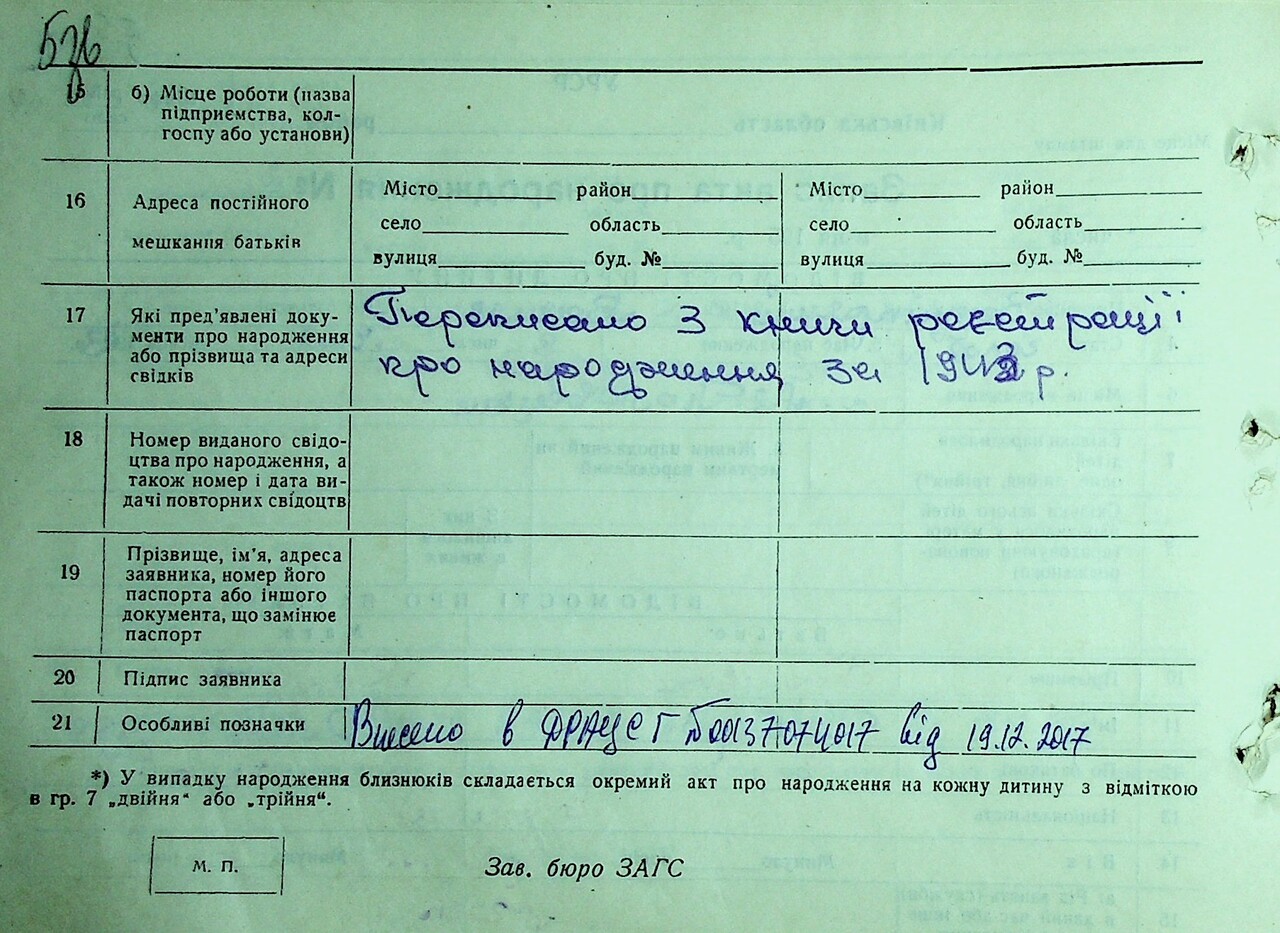 5зв
15 б) Місце роботи (назва
підприємства, кол-
госпу або установи)
16 Адреса постійного
мешкання батьків
Місто район
село область
вулиця буд. №
Місто район
село область
вулиця буд. №
17 Які пред’явлені доку-
менти про народження
або прізвища та адреси
свідків
Переписано з книги реєстрації
про народження за 1943 р.
18 Номер виданого свідо-
цтва про народження, а
також номер і дата ви-
дачі повторних свідоцтв
19 Прізвище, ім’я, адреса
заявника, номер його
паспорта або іншого
документа, що замінює
паспорт
20 Підпис заявника
21 Особливі позначки
Внесено в ДРАЦСГ 00137074017 від 19.12.2017
*) У випадку народження близнюків складається окремий акт про народження на кожну дитину з відміткою
в гр. 7 „двійня“ або „трійня“.
М. П.
Зав. бюро ЗАГС